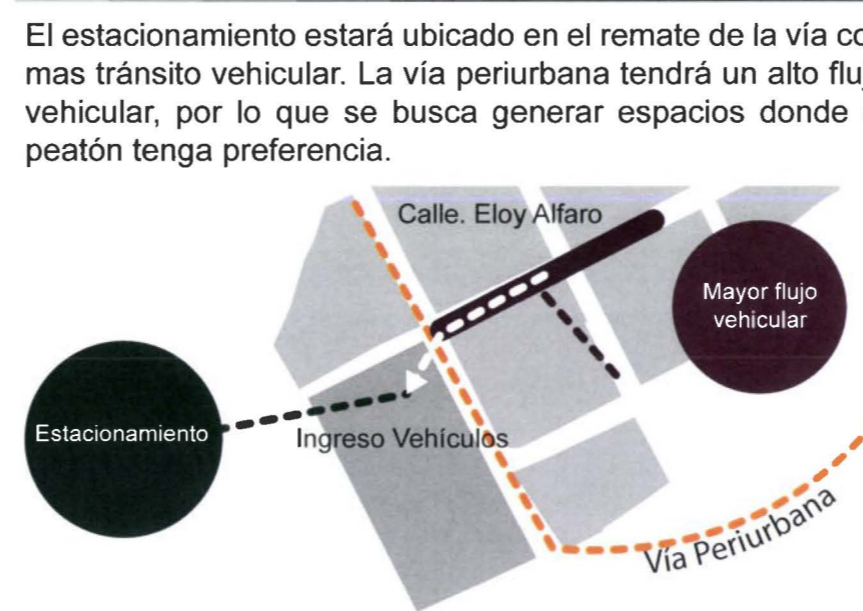 El estacionamiento estará ubicado en el remate de la vía
mas tránsito vehicular. La vía periurbana tendrá un alto
vehicular, por lo que se busca generar espacios donde
peatón tenga preferencia.
Calle. Eloy Alfaro
Mayor flujo
vehicular
Estacionamiento
Ingreso Vehículos
Vía Periurbana